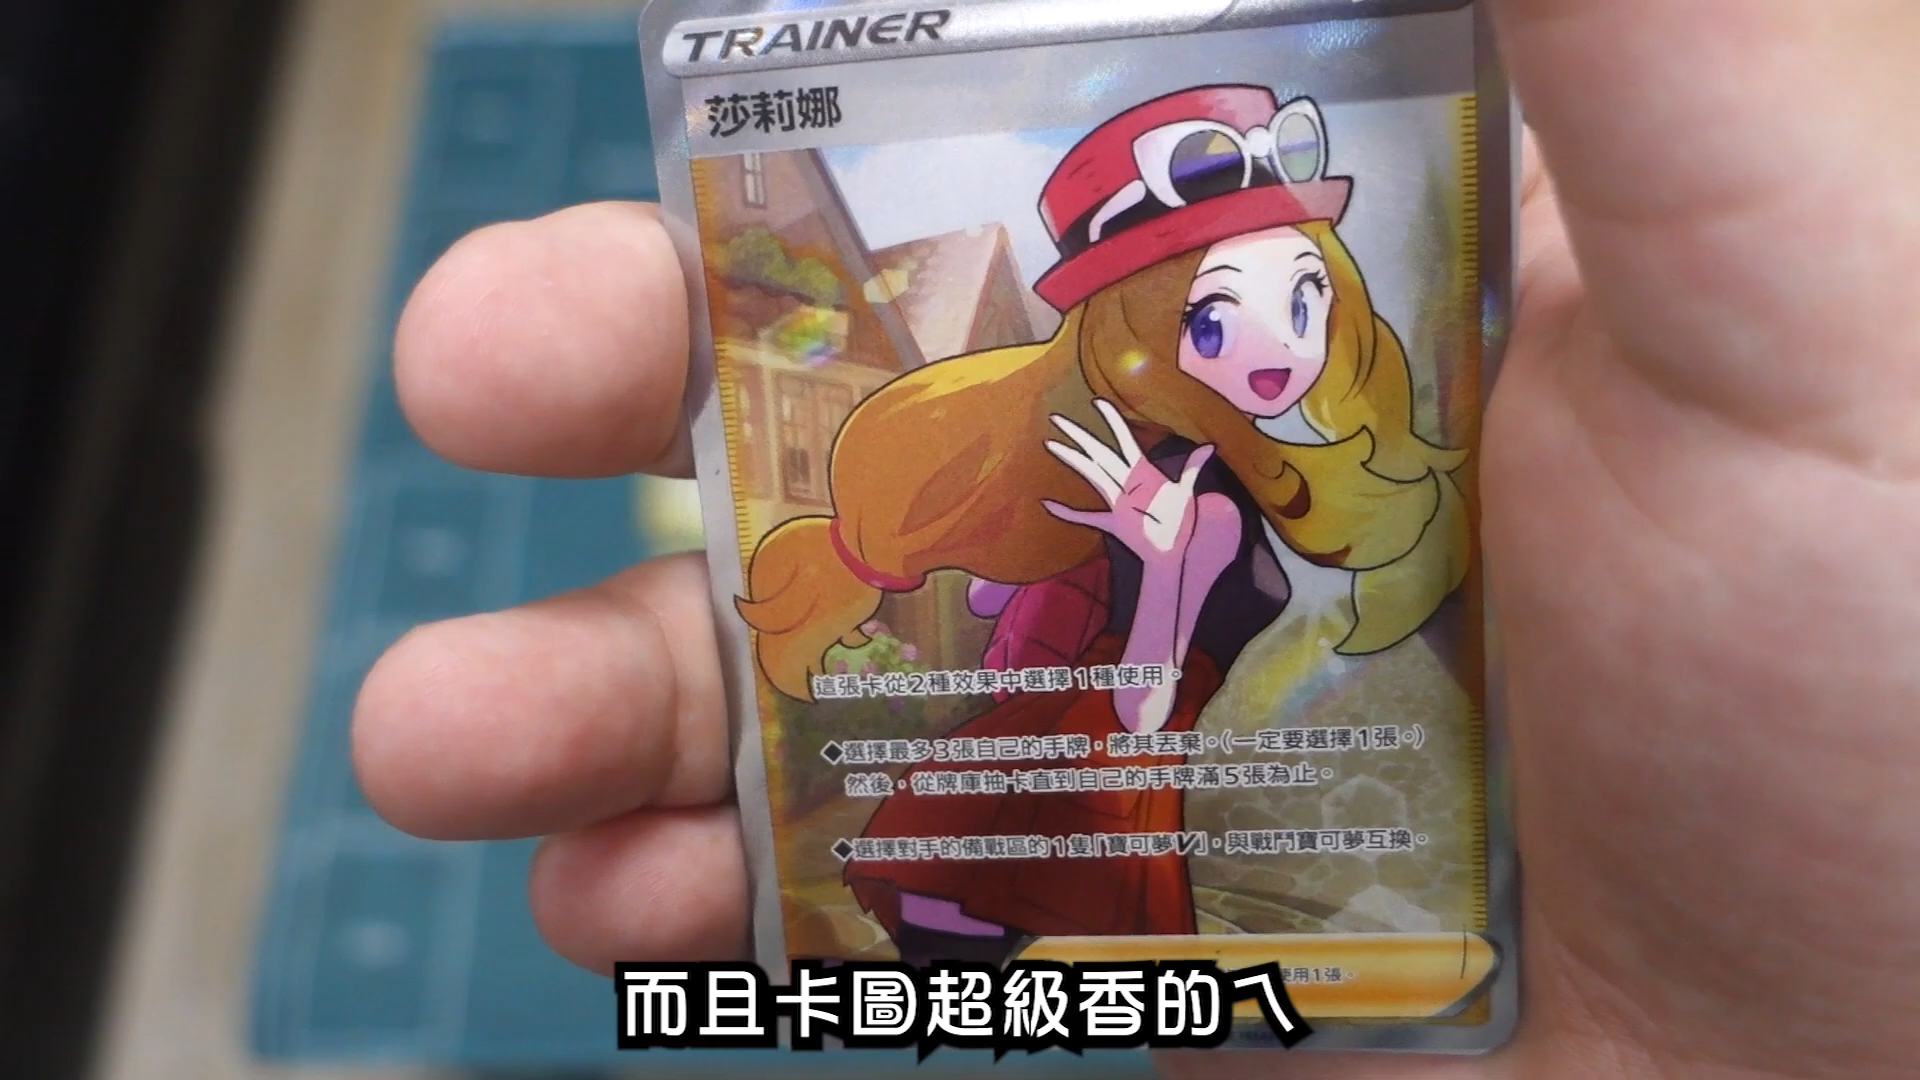 TRAINER
莎莉娜
這張卡從2種效果中選擇1種使用。
◆選擇最多3張自己的手牌,將其丟棄。(一定要選擇1張。)
然後,從牌庫抽卡直到自己的手牌滿5張為止。
◆選擇對手的備戰區的1隻「寶可夢V」,與戰鬥寶可夢互換。
使用1張。
而且卡圖超級香的ㄟ